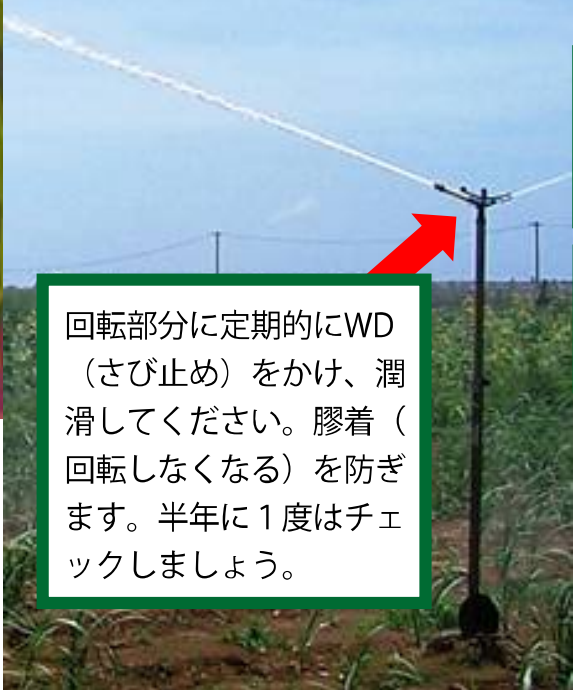 回転部分に定期的にWD
（さび止め）をかけ、潤
滑してください。膠着（
回転しなくなる）を防ぎ
ます。半年に１度はチェ
ックしましょう。